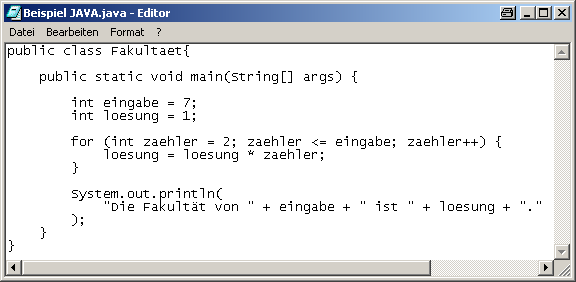 Beispiel JAVA.java - Editor
Datei Bearbeiten Format ?
public class Fakultaet{
    public static void main(String[] args) {
        int eingabe = 7;
        int loesung = 1;
        for (int zaehler = 2; zaehler <= eingabe; zaehler++) {
            loesung = loesung * zaehler;
        }
        System.out.println(
            "Die Fakultät von " + eingabe + " ist " + loesung + "."
        );
    }
}